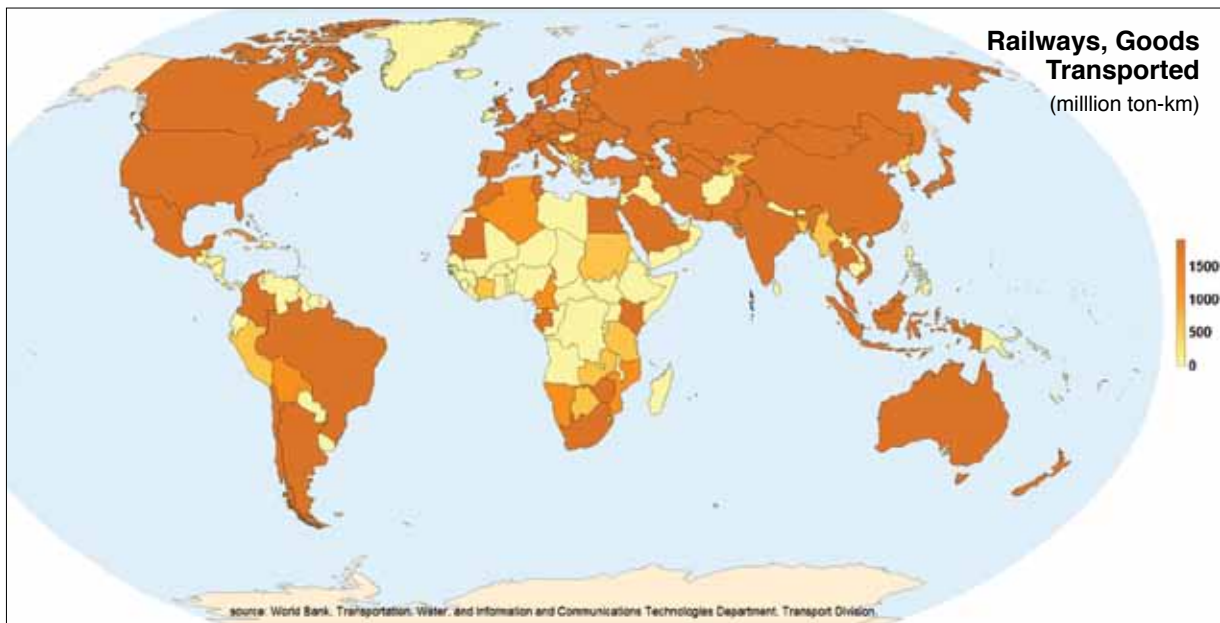 Railways, Goods
Transported
(milllion ton-km)
1500
1000
500
0
source: World Bank, Transportation, Water, and Information and Communications Technologies Department, Transport Division.